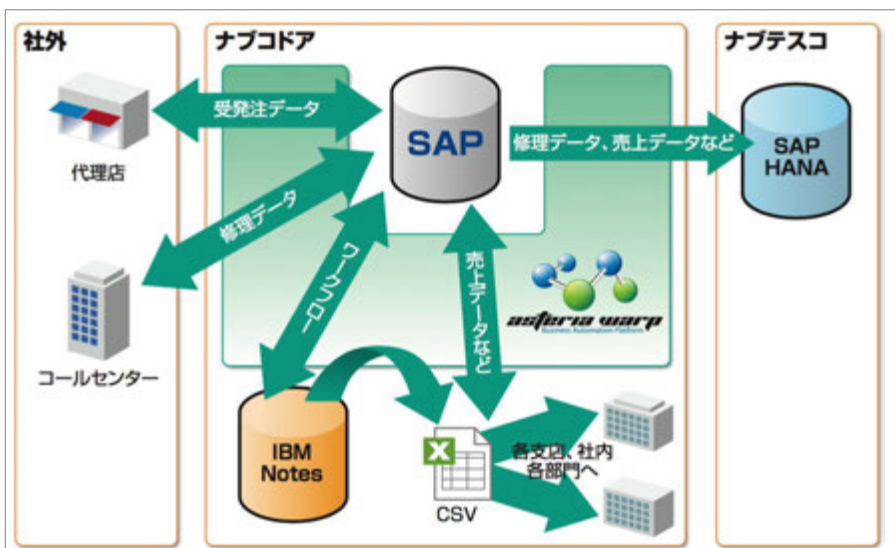 社外
ナブコドア
ナブテスコ
代理店
受発注データ
SAP
修理データ、売上データなど
SAP
HANA
修理データ
コールセンター
ワークフロー
売上データなど
asteria warp
Business Automation Platform
IBM
Notes
X
CSV
各支店、社内
各部門へ